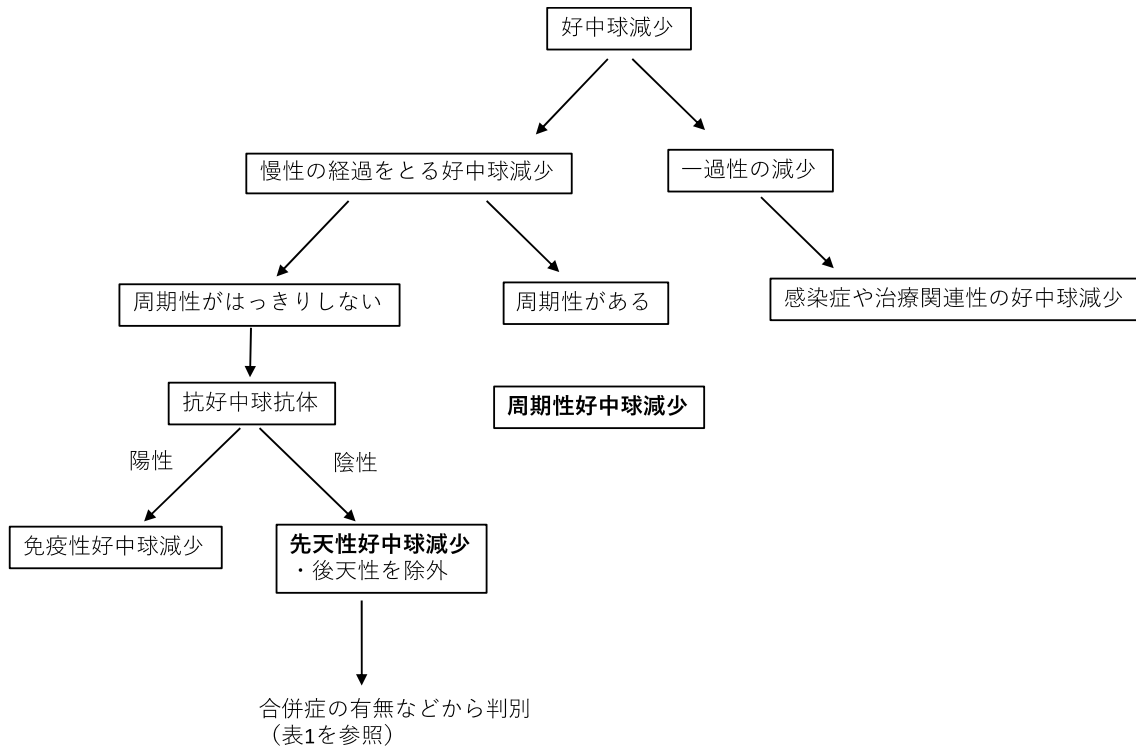 好中球減少
慢性の経過をとる好中球減少
一過性の減少
周期性がはっきりしない
周期性がある
感染症や治療関連性の好中球減少
抗好中球抗体
周期性好中球減少
陽性
陰性
免疫性好中球減少
先天性好中球減少
・後天性を除外
合併症の有無などから判別
（表1を参照）